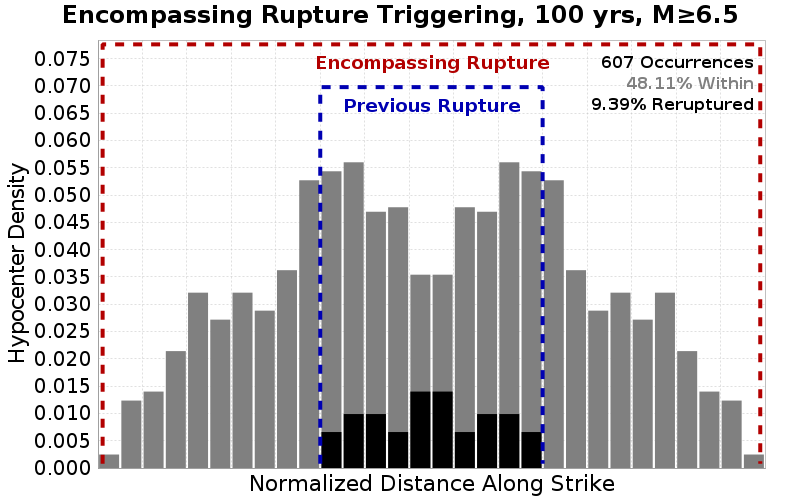 Encompassing Rupture Triggering, 100 yrs, M≥6.5
0.075
0.070
0.065
0.060
0.055
0.050
0.045
0.040
0.035
0.030
0.025
0.020
0.015
0.010
0.005
0.000
Hypocenter Density
Encompassing Rupture
Previous Rupture
607 Occurrences
48.11% Within
9.39% Reruptured
Normalized Distance Along Strike